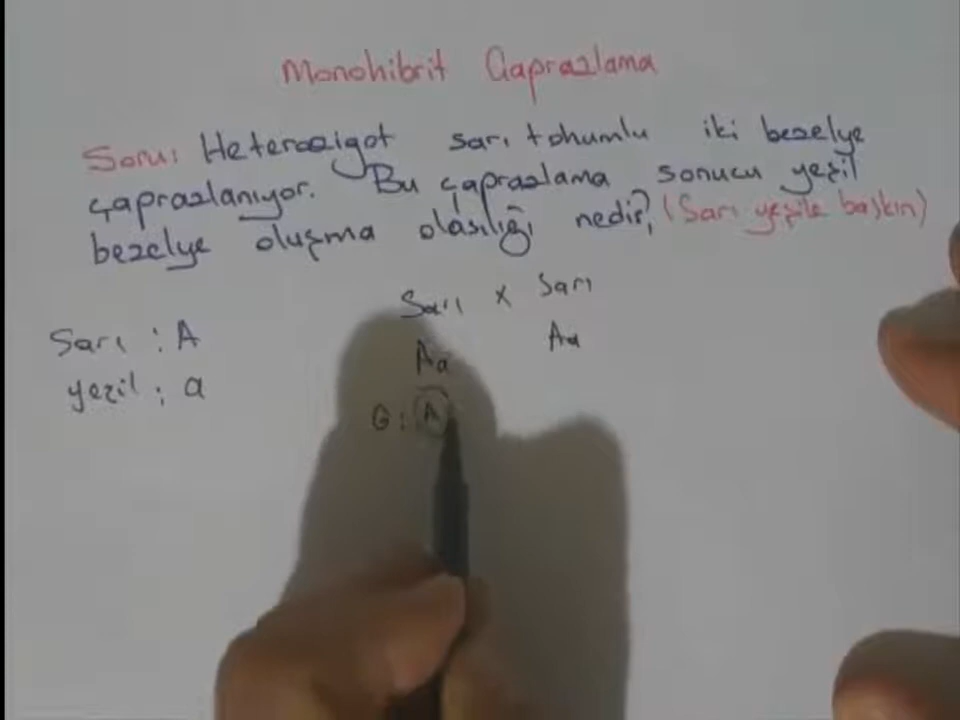 Monohibrit Çaprazlama
Soru: Heterozigot sarı tohumlu iki bezelye
çaprazlanıyor. Bu çaprazlama sonucu yeşil
bezelye oluşma olasılığı nedir? (Sarı yeşile baskın)
Sarı x Sarı
Sarı : A
Aa Aa
yeşil : a
G : A